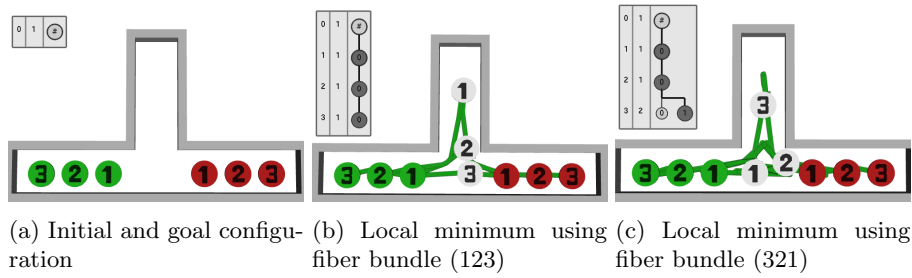 0 1 #
3 2 1 1 2 3
0 1 #
1 1 0
2 1 0
3 1 0
1
2
3 2 1 3 1 2 3
0 1 #
1 1 0
2 1 0
3 2 0 1
3
3 2 1 1 2 1 2 3
(a) Initial and goal configu-
ration
(b) Local minimum using
fiber bundle (123)
(c) Local minimum using
fiber bundle (321)